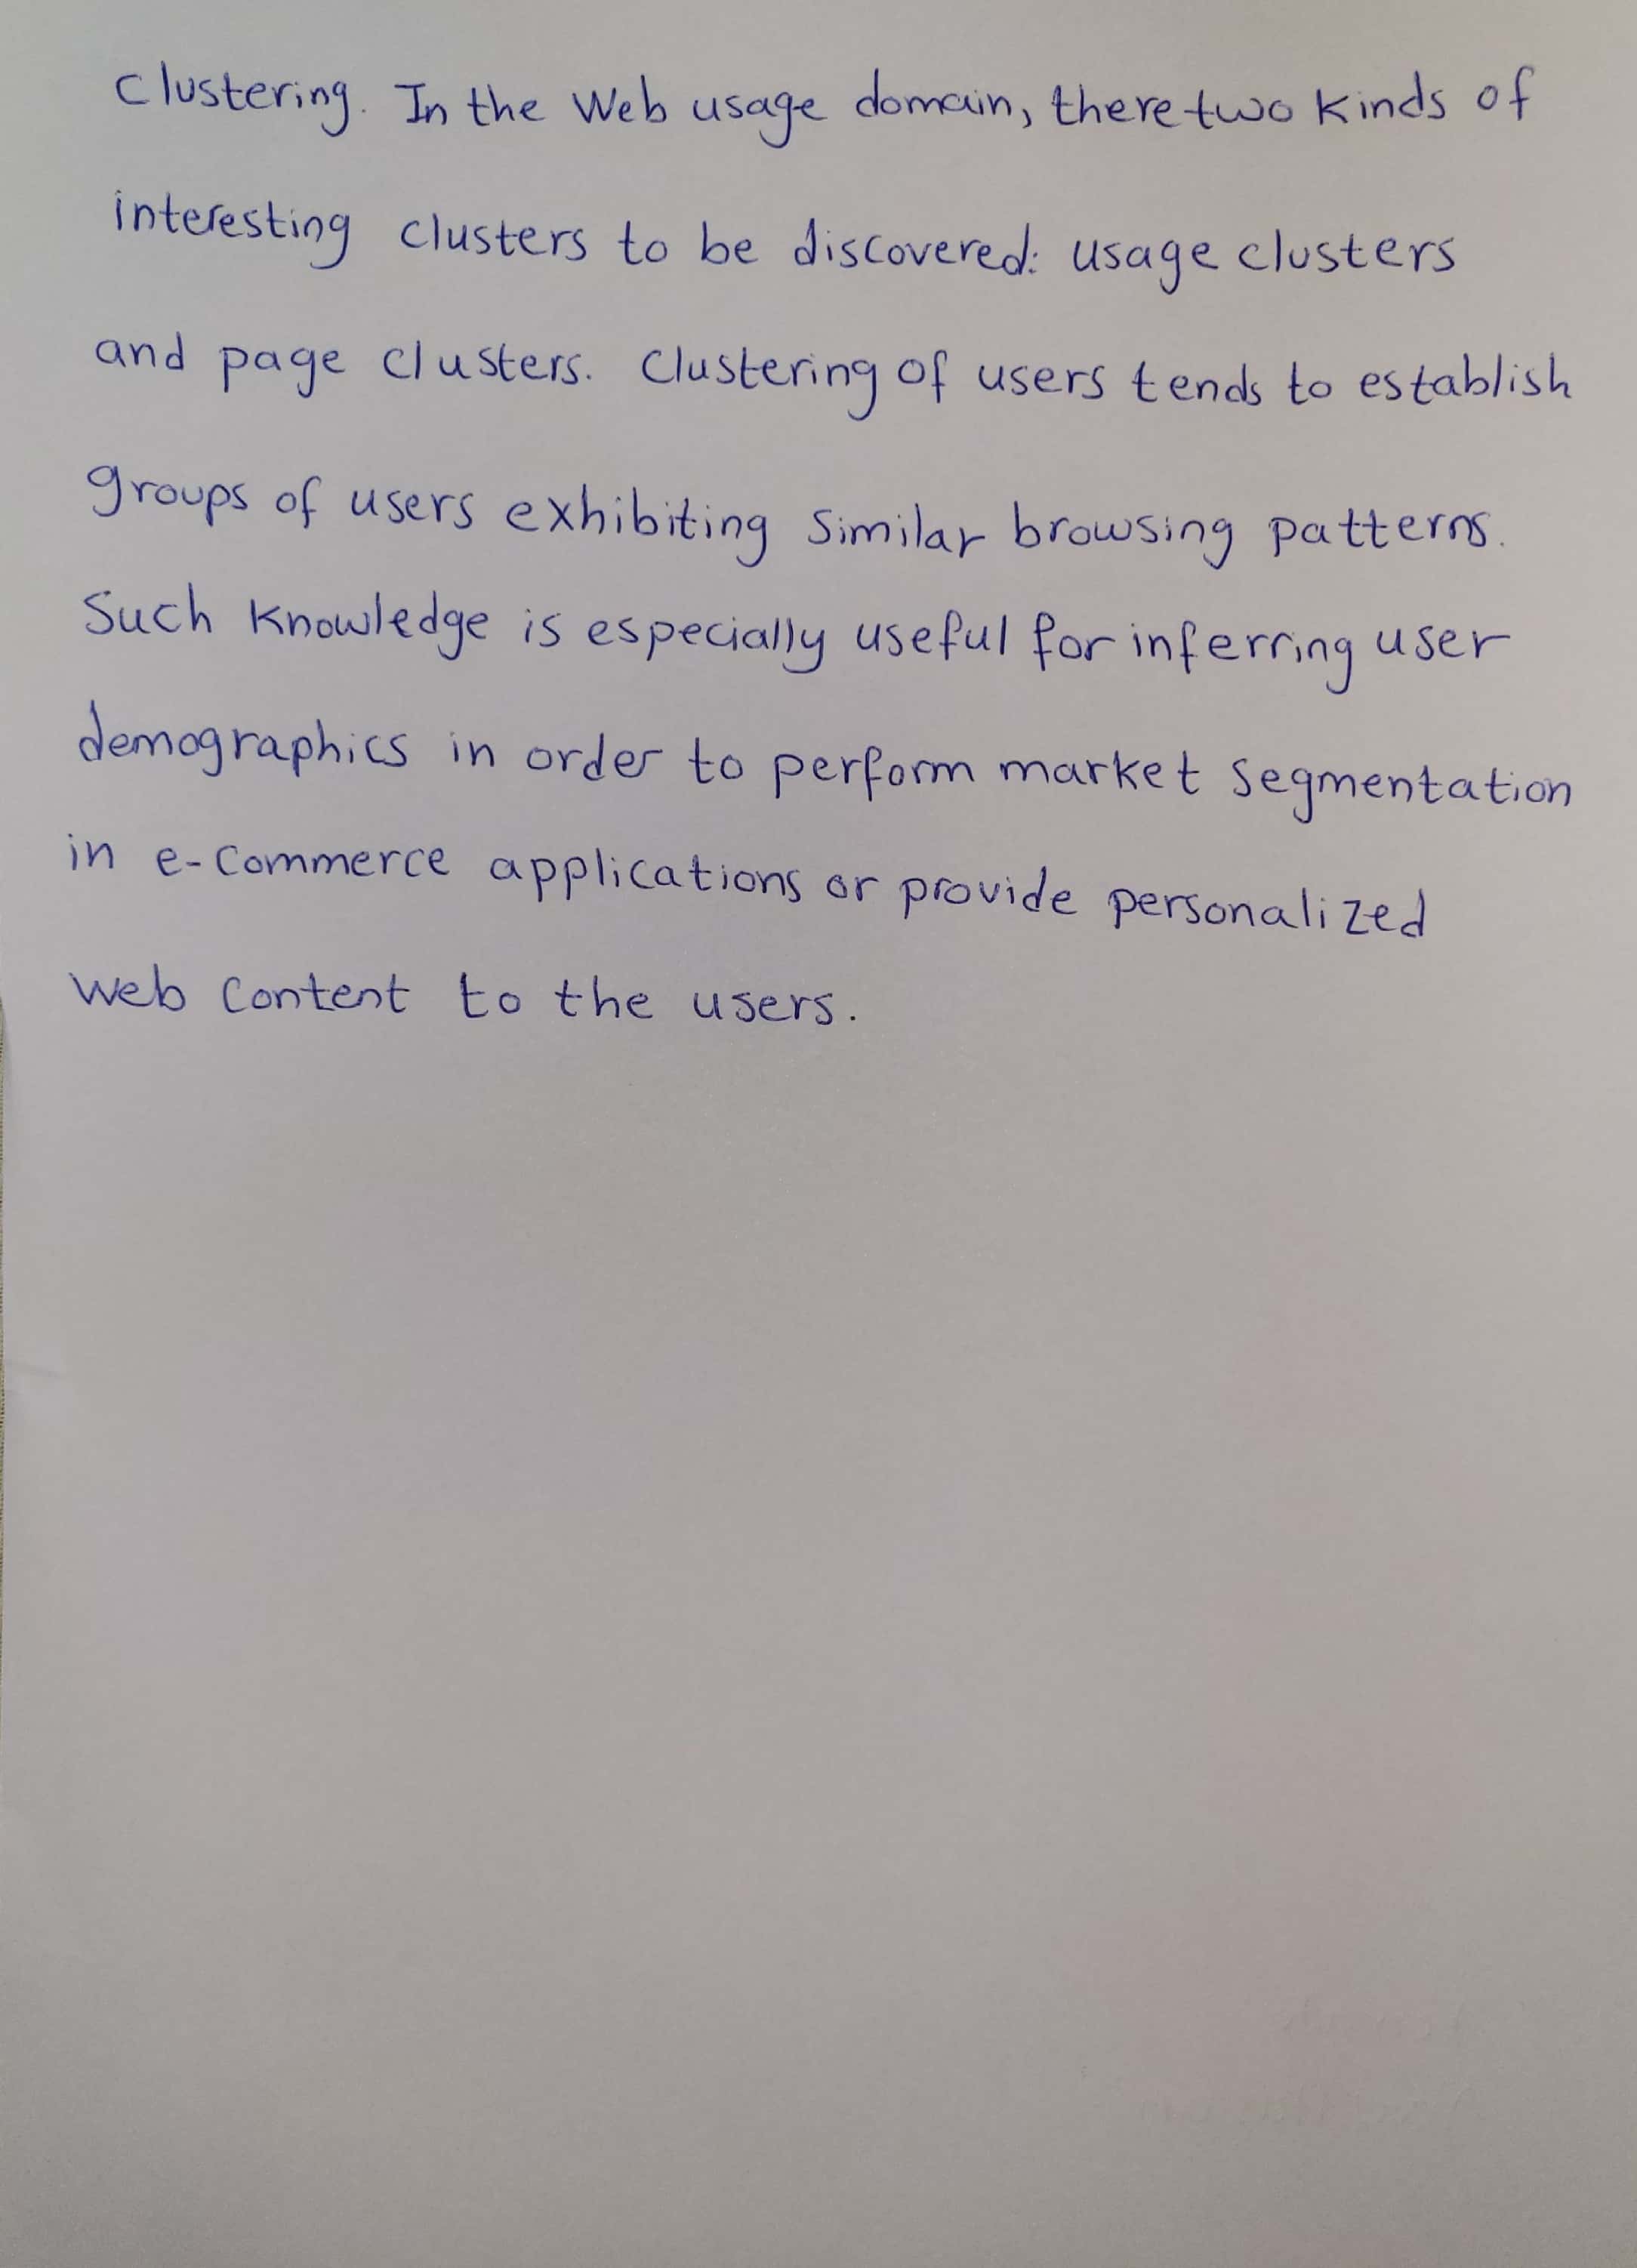 Clustering. In the Web usage domain, there two kinds of
interesting clusters to be discovered: usage clusters
and page clusters. Clustering of users tends to establish
groups of users exhibiting similar browsing patterns.
Such knowledge is especially useful for inferring user
demographics in order to perform market segmentation
in e-commerce applications or provide personalized
web content to the users.